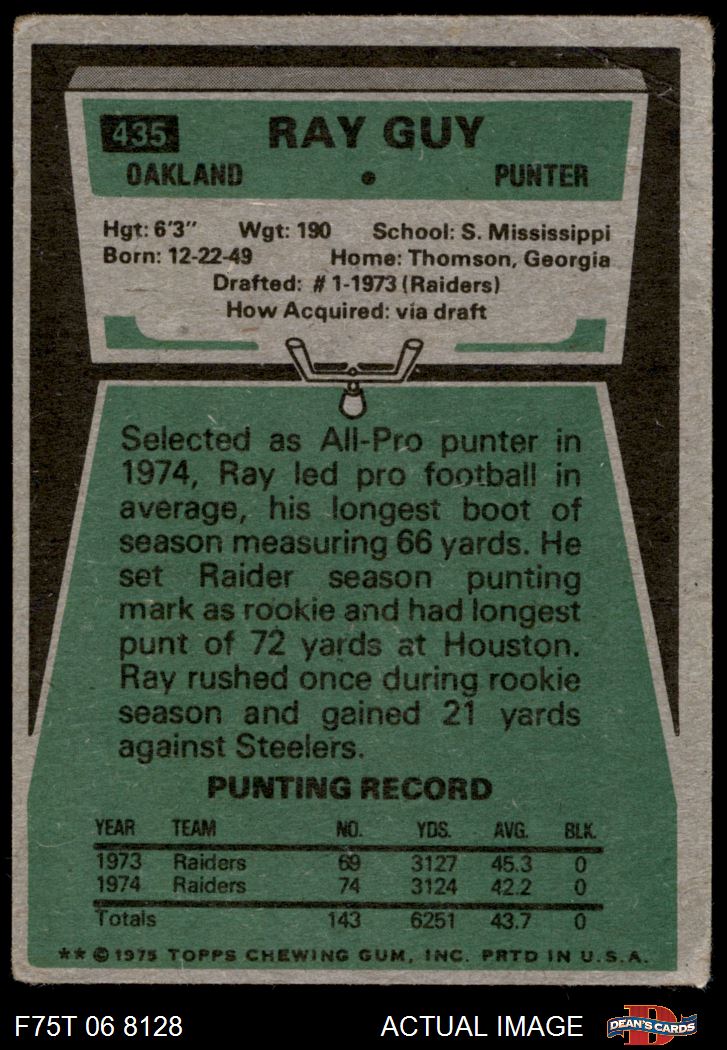 435 RAY GUY
OAKLAND • PUNTER
Hgt: 6'3" Wgt: 190 School: S. Mississippi
Born: 12-22-49 Home: Thomson, Georgia
Drafted: #1-1973 (Raiders)
How Acquired: via draft
Selected as All-Pro punter in
1974, Ray led pro football in
average, his longest boot of
season measuring 66 yards. He
set Raider season punting
mark as rookie and had longest
punt of 72 yards at Houston.
Ray rushed once during rookie
season and gained 21 yards
against Steelers.
PUNTING RECORD
YEAR TEAM NO. YDS. AVG. BLK.
1973 Raiders 69 3127 45.3 0
1974 Raiders 74 3124 42.2 0
Totals 143 6251 43.7 0
** © 1975 TOPPS CHEWING GUM, INC. PRTD IN U.S.A.
F75T 06 8128 ACTUAL IMAGE DEAN'S CARDS